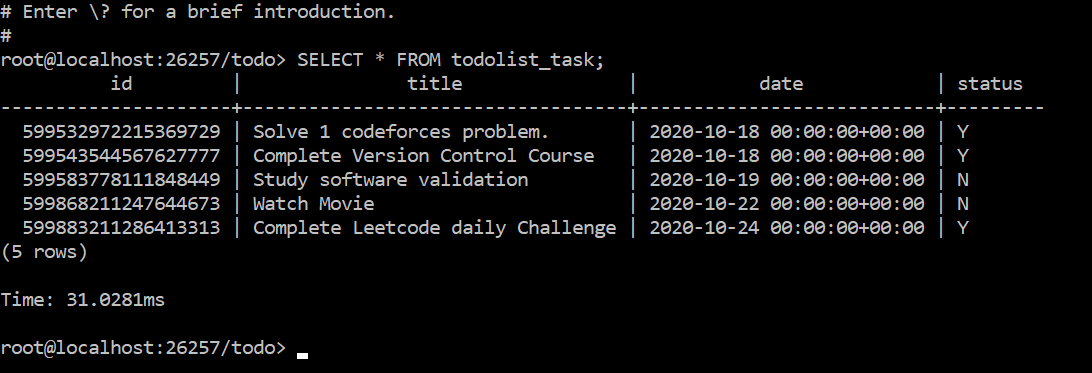 # Enter \? for a brief introduction.
#
root@localhost:26257/todo> SELECT * FROM todolist_task;
          id         |               title               |           date            | status
---------------------+-----------------------------------+---------------------------+---------
  599532972215369729 | Solve 1 codeforces problem.       | 2020-10-18 00:00:00+00:00 | Y
  599543544567627777 | Complete Version Control Course   | 2020-10-18 00:00:00+00:00 | Y
  599583778111848449 | Study software validation         | 2020-10-19 00:00:00+00:00 | N
  599868211247644673 | Watch Movie                       | 2020-10-22 00:00:00+00:00 | N
  599883211286413313 | Complete Leetcode daily Challenge | 2020-10-24 00:00:00+00:00 | Y
(5 rows)

Time: 31.0281ms

root@localhost:26257/todo>